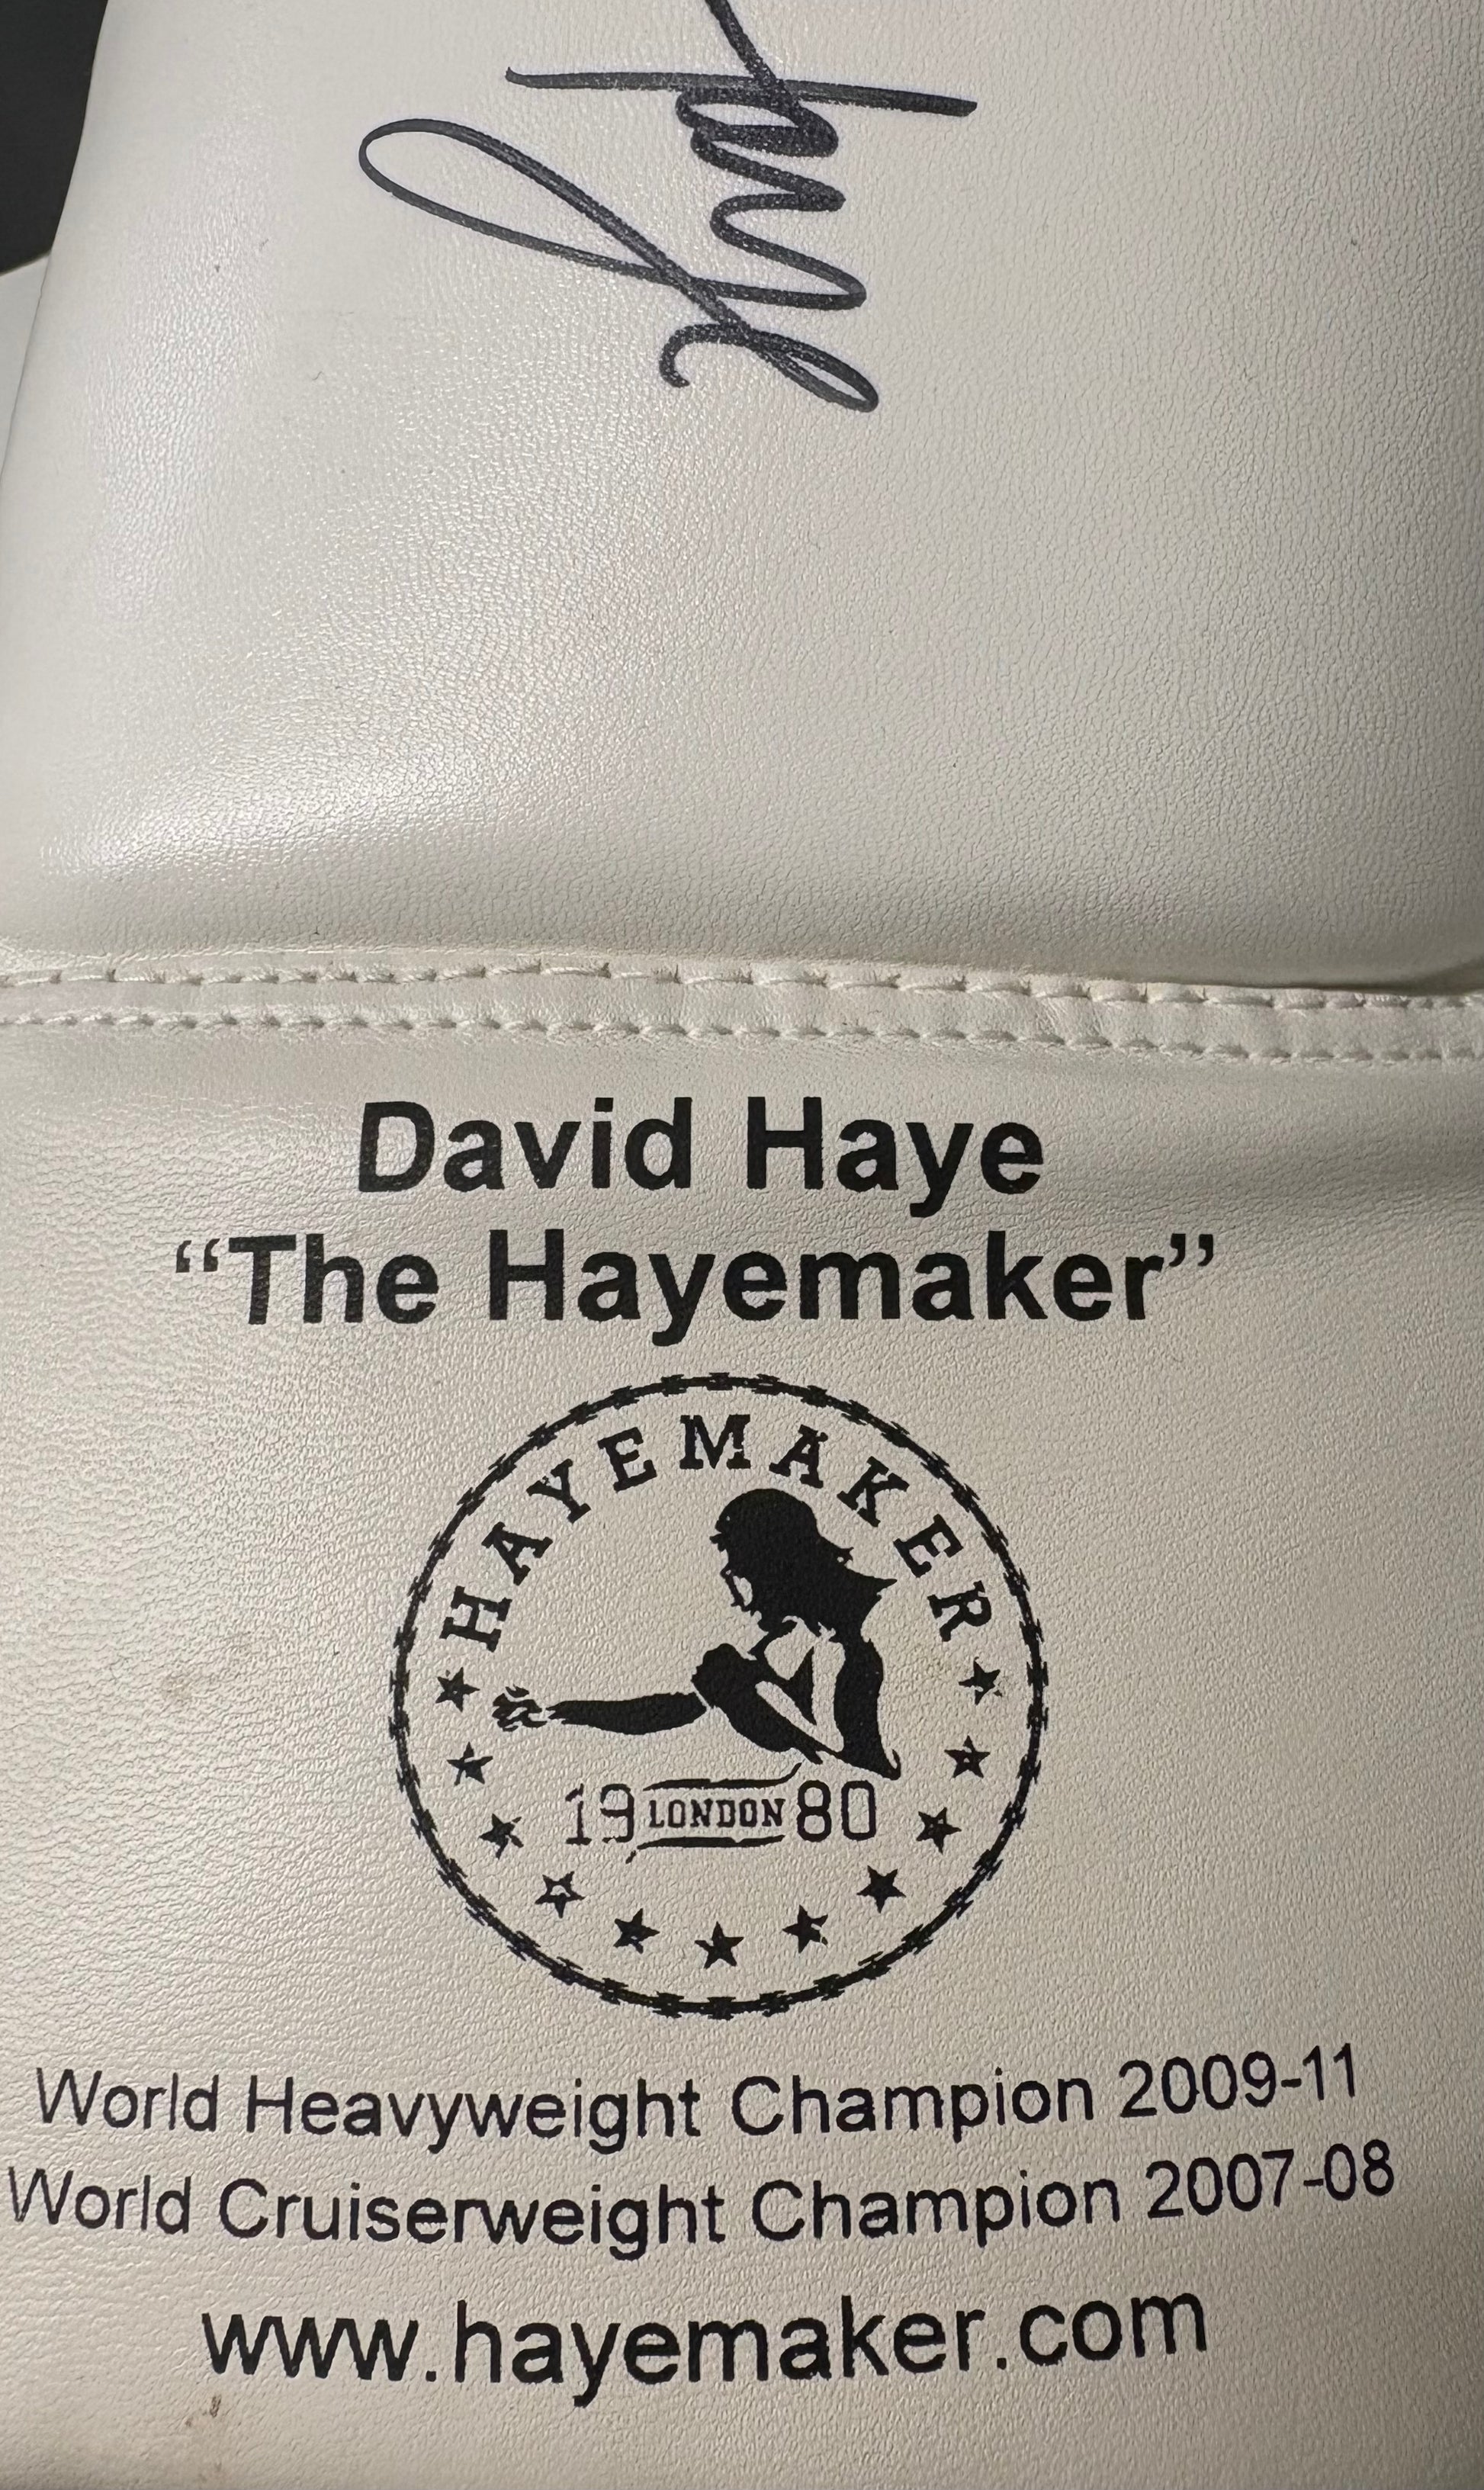 David Haye
“The Hayemaker”
HAYEMAKER
19 LONDON 80
World Heavyweight Champion 2009-11
World Cruiserweight Champion 2007-08
www.hayemaker.com